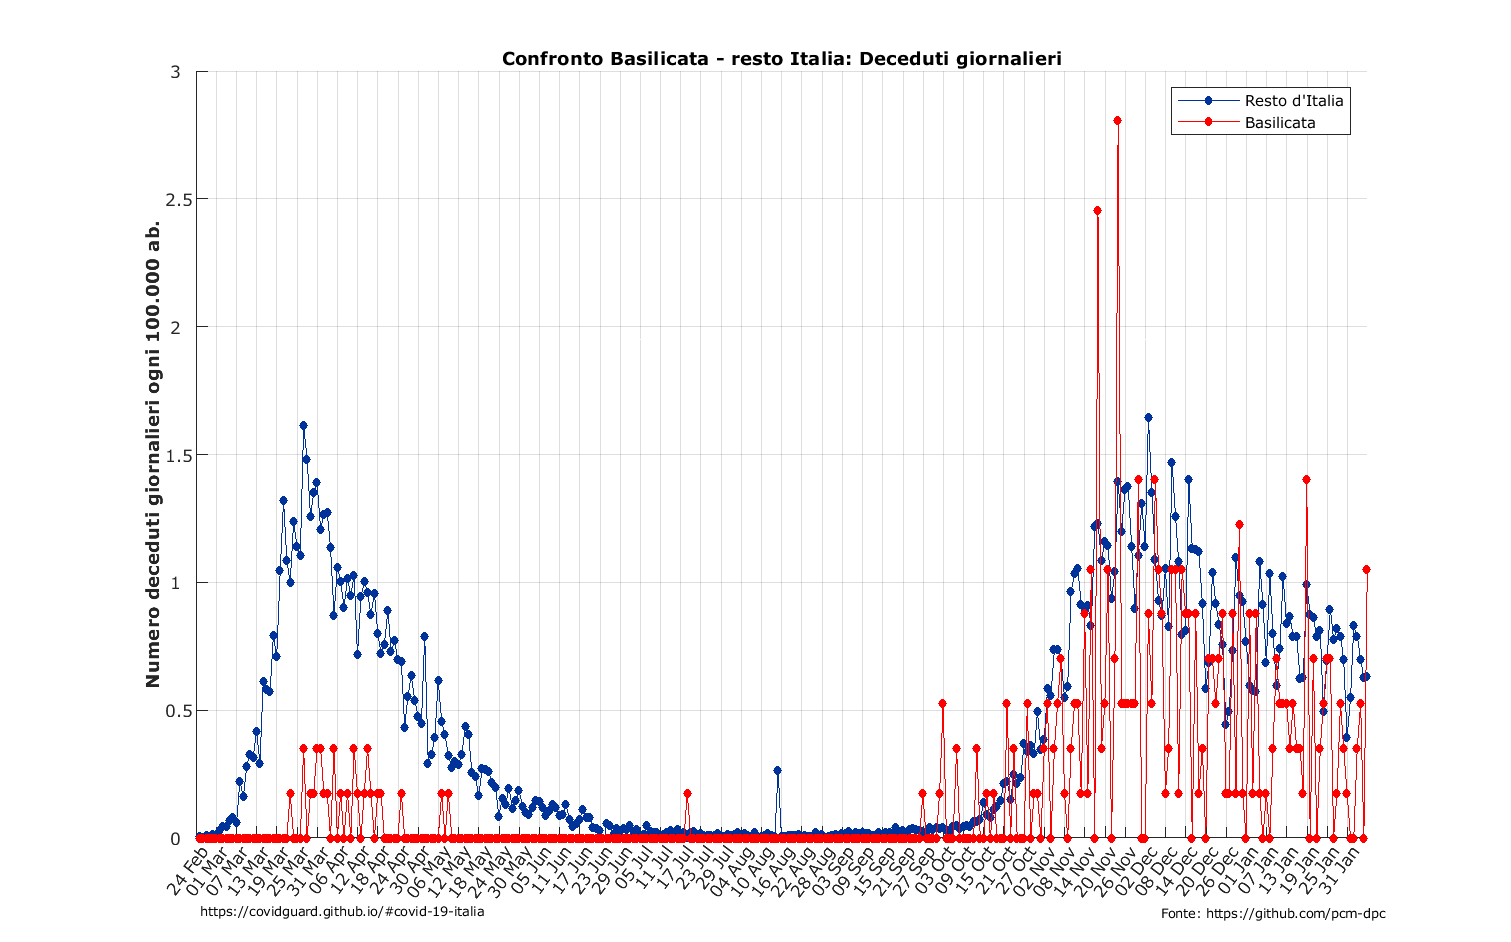 Confronto Basilicata - resto Italia: Deceduti giornalieri
Resto d'Italia
Basilicata
Numero deceduti giornalieri ogni 100.000 ab.
3
2.5
2
1.5
1
0.5
0
24 Feb
01 Mar
07 Mar
13 Mar
19 Mar
25 Mar
31 Mar
06 Apr
12 Apr
18 Apr
24 Apr
30 Apr
06 May
12 May
18 May
24 May
30 May
05 Jun
11 Jun
17 Jun
23 Jun
29 Jun
05 Jul
11 Jul
17 Jul
23 Jul
29 Jul
04 Aug
10 Aug
16 Aug
22 Aug
28 Aug
03 Sep
09 Sep
15 Sep
21 Sep
27 Sep
03 Oct
09 Oct
15 Oct
21 Oct
27 Oct
02 Nov
08 Nov
14 Nov
20 Nov
26 Nov
02 Dec
08 Dec
14 Dec
20 Dec
26 Dec
01 Jan
07 Jan
13 Jan
19 Jan
25 Jan
31 Jan
https://covidguard.github.io/#covid-19-italia
Fonte: https://github.com/pcm-dpc